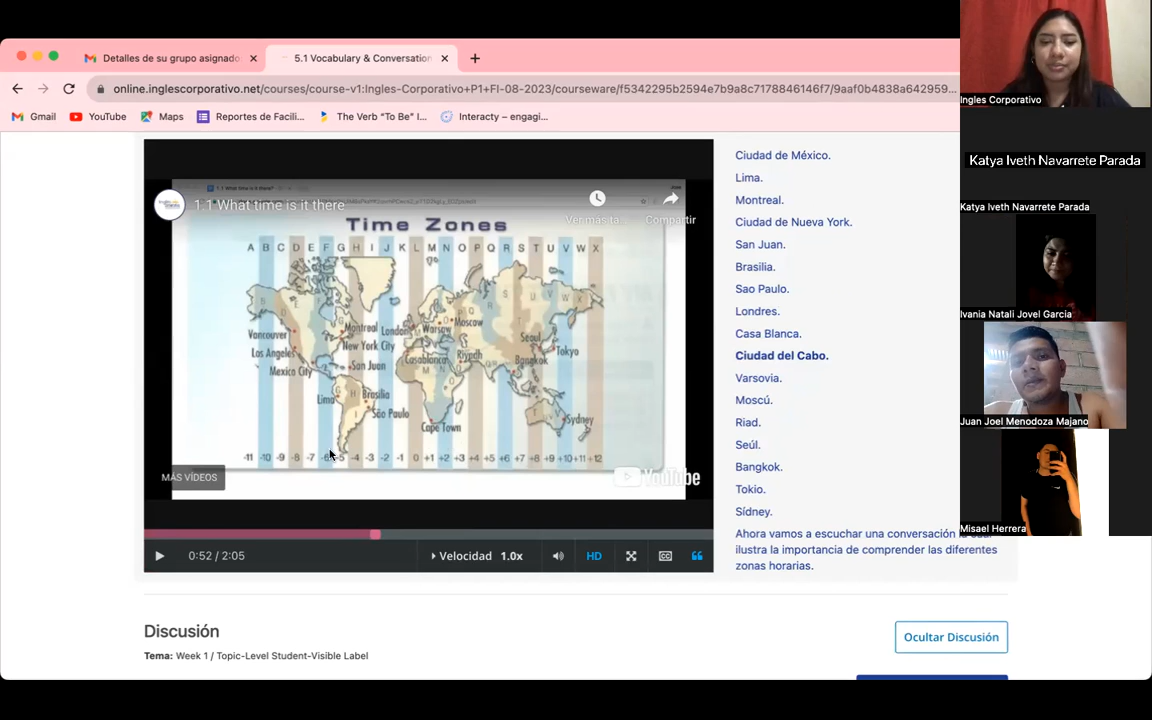 Detalles de su grupo asignado
5.1 Vocabulary & Conversation
online.inglescorporativo.net/courses/course-v1:Ingles-Corporativo+P1+FI-08-2023/courseware/f5342295b2594e7b9a8c7178846146f7/9aaf0b4838a642959...
Gmail
YouTube
Maps
Reportes de Facili...
The Verb "To Be" I...
Interacty – engagi...
1:1 What time is it there
Ver más ta...
Compartir
Time Zones
A B C D E F G H I J K L M N O P Q R S T U V W X
Vancouver
Montreal
London
Warsaw
Moscow
Los Angeles
New York City
Casablanca
Riyadh
Seoul
Tokyo
Mexico City
San Juan
Bangkok
Lima
Brasilia
São Paulo
Cape Town
Sydney
-11 -10 -9 -8 -7 -6 -5 -4 -3 -2 -1 0 +1 +2 +3 +4 +5 +6 +7 +8 +9 +10 +11 +12
MÁS VÍDEOS
YouTube
0:52 / 2:05
Velocidad 1.0x
HD
CC
Ciudad de México.
Lima.
Montreal.
Ciudad de Nueva York.
San Juan.
Brasilia.
Sao Paulo.
Londres.
Casa Blanca.
Ciudad del Cabo.
Varsovia.
Moscú.
Riad.
Seúl.
Bangkok.
Tokio.
Sídney.
Ahora vamos a escuchar una conversación la
ilustra la importancia de comprender las diferentes
zonas horarias.
Discusión
Tema: Week 1 / Topic-Level Student-Visible Label
Ocultar Discusión
Ingles Corporativo
Katya Iveth Navarrete Parada
Katya Iveth Navarrete Parada
Ivania Natali Jovel Garcia
Juan Joel Mendoza Majano
Misael Herrera